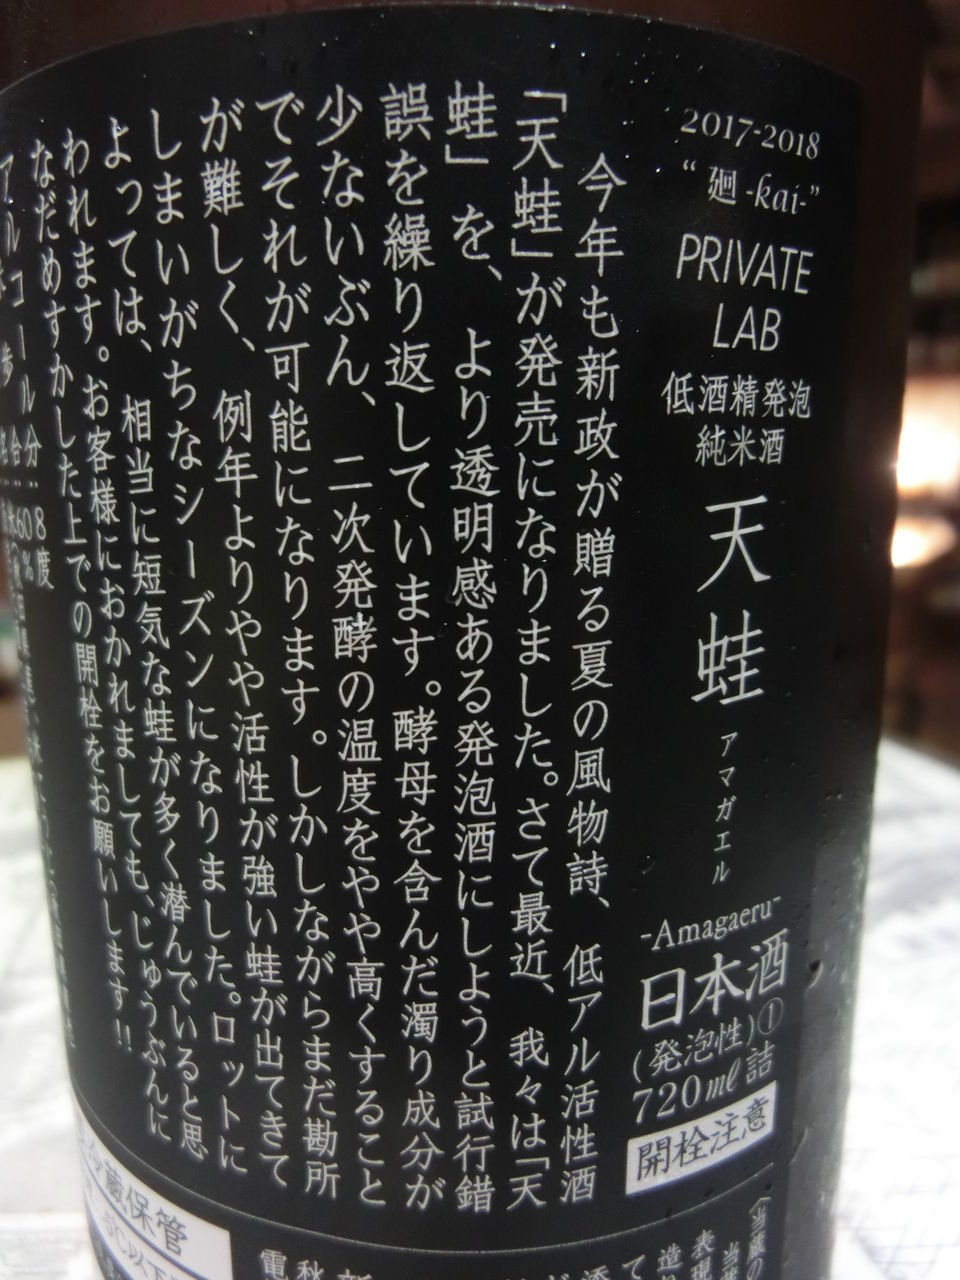 2017-2018
“廻-kai-”
PRIVATE
LAB
低酒精発泡
純米酒
天蛙
アマガエル
-Amagaeru-
日本酒
(発泡性)①
720ml詰
開栓注意
今年も新政が贈る夏の風物詩、低アル活性酒
「天蛙」が発売になりました。さて最近、我々は「天
蛙」を、より透明感ある発泡酒にしようと試行錯
誤を繰り返しています。酵母を含んだ濁り成分が
少ないぶん、二次発酵の温度をやや高くすること
でそれが可能になります。しかしながらまだ勘所
が難しく、例年よりやや活性が強い蛙が出てきて
しまいがちなシーズンになりました。ロットに
よっては、相当に短気な蛙が多く潜んでいると思
われます。お客様におかれましても、じゅうぶんに
なだめすかした上での開栓をお願いします!!
アルコール分 8度
60%
冷蔵保管